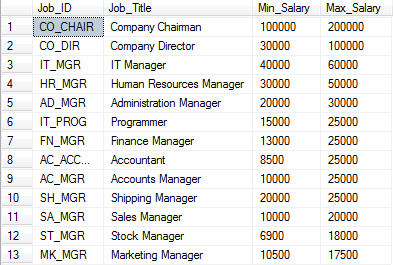 Job_ID Job_Title Min_Salary Max_Salary
1 CO_CHAIR Company Chairman 100000 200000
2 CO_DIR Company Director 30000 100000
3 IT_MGR IT Manager 40000 60000
4 HR_MGR Human Resources Manager 30000 50000
5 AD_MGR Administration Manager 20000 30000
6 IT_PROG Programmer 15000 25000
7 FN_MGR Finance Manager 13000 25000
8 AC_ACC... Accountant 8500 25000
9 AC_MGR Accounts Manager 10000 25000
10 SH_MGR Shipping Manager 20000 25000
11 SA_MGR Sales Manager 10000 20000
12 ST_MGR Stock Manager 6900 18000
13 MK_MGR Marketing Manager 10500 17500